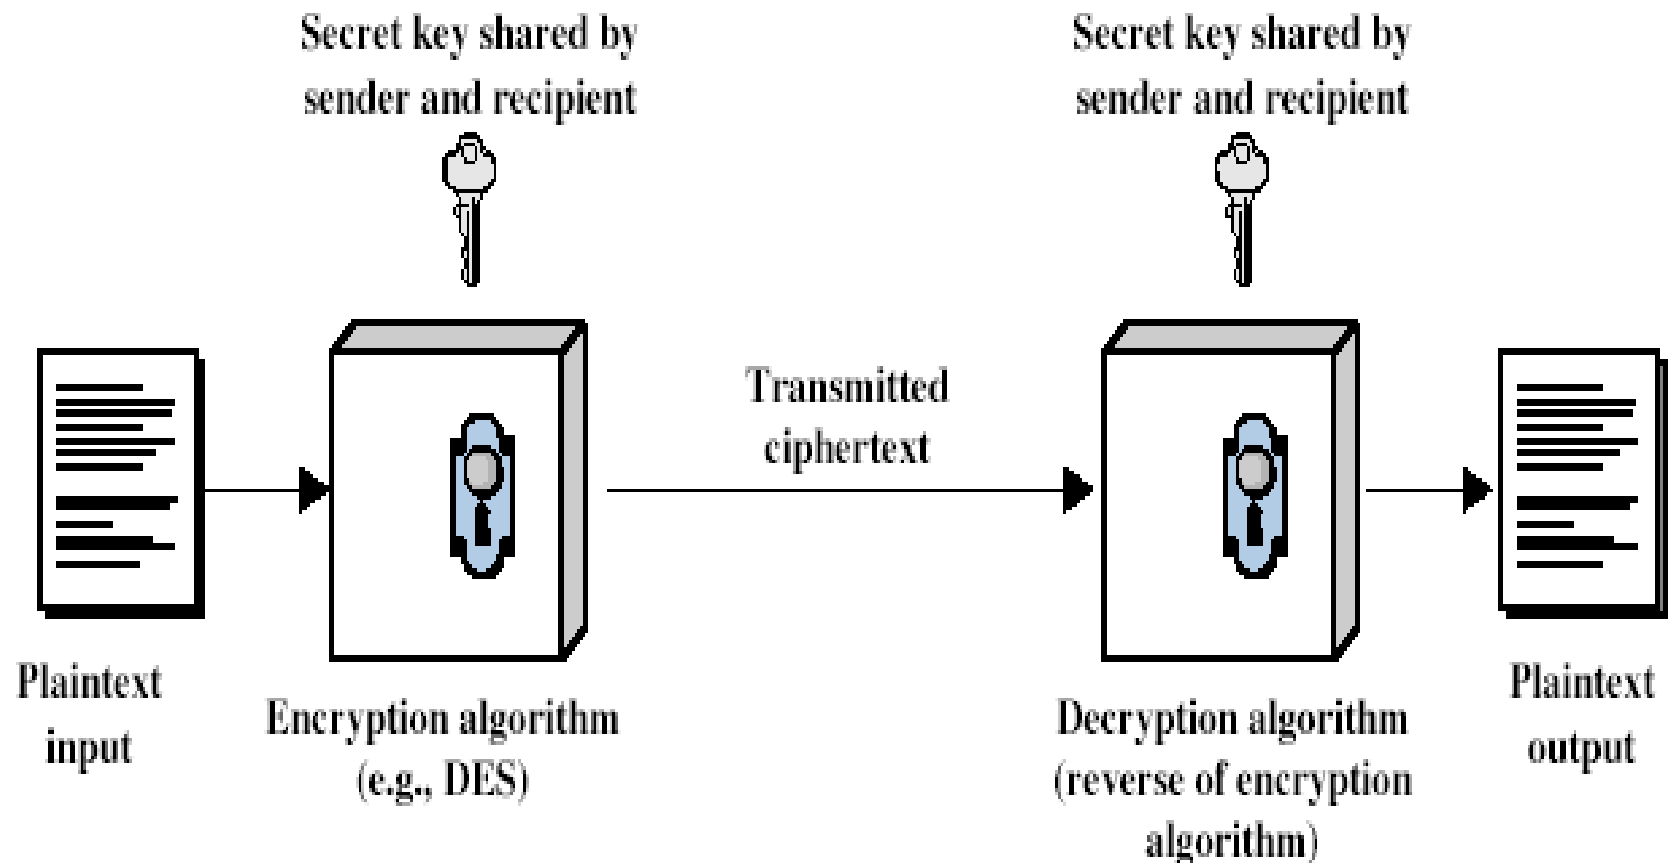 Secret key shared by
sender and recipient
Secret key shared by
sender and recipient
Transmitted
ciphertext
Plaintext
input
Encryption algorithm
(e.g., DES)
Decryption algorithm
(reverse of encryption
algorithm)
Plaintext
output